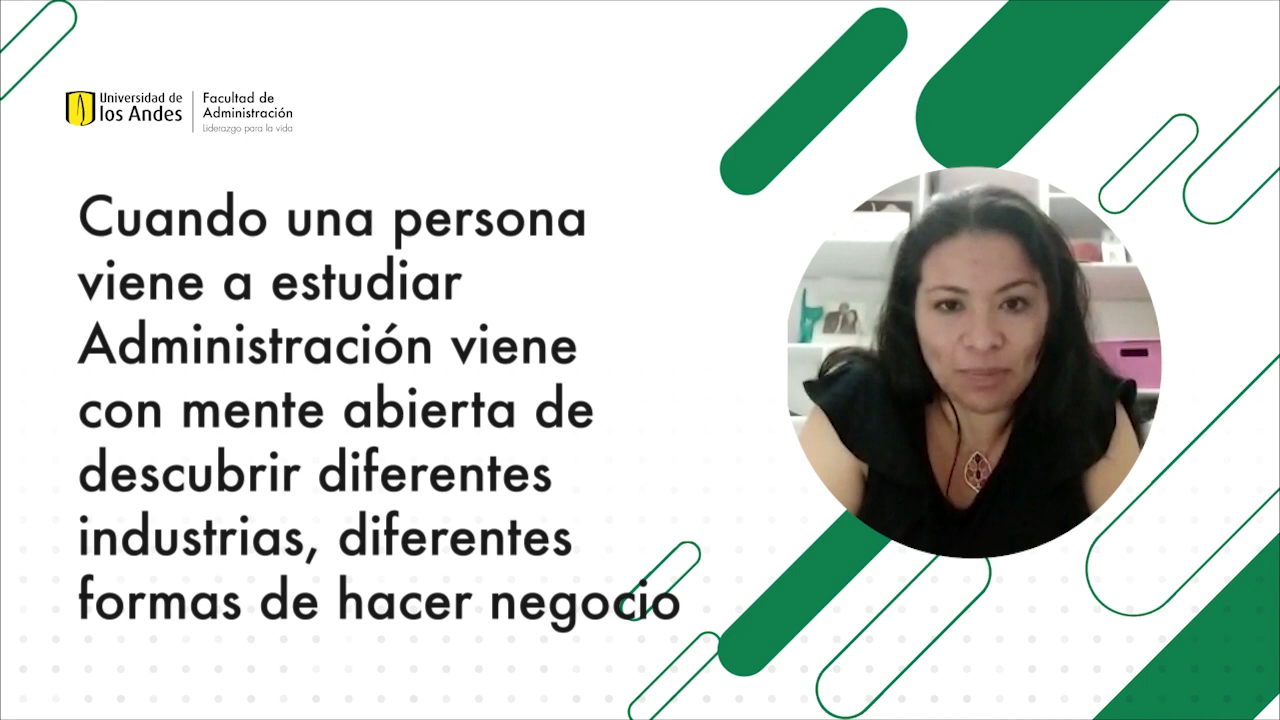 Universidad de
los Andes
Facultad de
Administración
Liderazgo para la vida
Cuando una persona
viene a estudiar
Administración viene
con mente abierta de
descubrir diferentes
industrias, diferentes
formas de hacer negocio